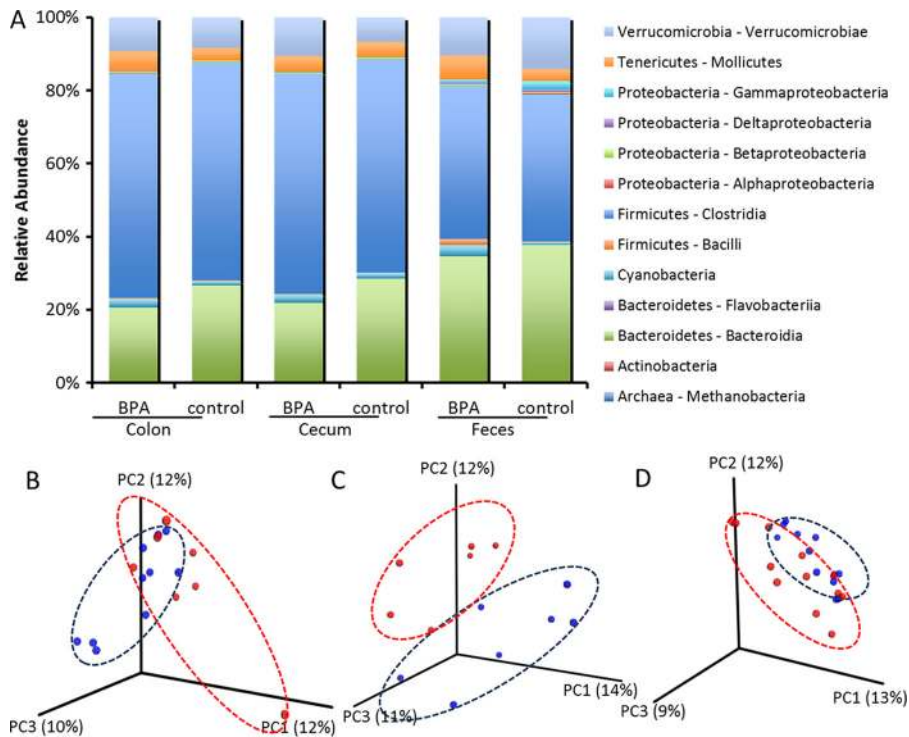 A
100%
80%
60%
40%
20%
0%
Relative Abundance
BPA control BPA control BPA control
Colon Cecum Feces
Verrucomicrobia - Verrucomicrobiae
Tenericutes - Mollicutes
Proteobacteria - Gammaproteobacteria
Proteobacteria - Deltaproteobacteria
Proteobacteria - Betaproteobacteria
Proteobacteria - Alphaproteobacteria
Firmicutes - Clostridia
Firmicutes - Bacilli
Cyanobacteria
Bacteroidetes - Flavobacteriia
Bacteroidetes - Bacteroidia
Actinobacteria
Archaea - Methanobacteria
B
PC2 (12%)
PC3 (10%)
PC1 (12%)
C
PC2 (12%)
PC3 (11%)
PC1 (14%)
D
PC2 (12%)
PC3 (9%)
PC1 (13%)